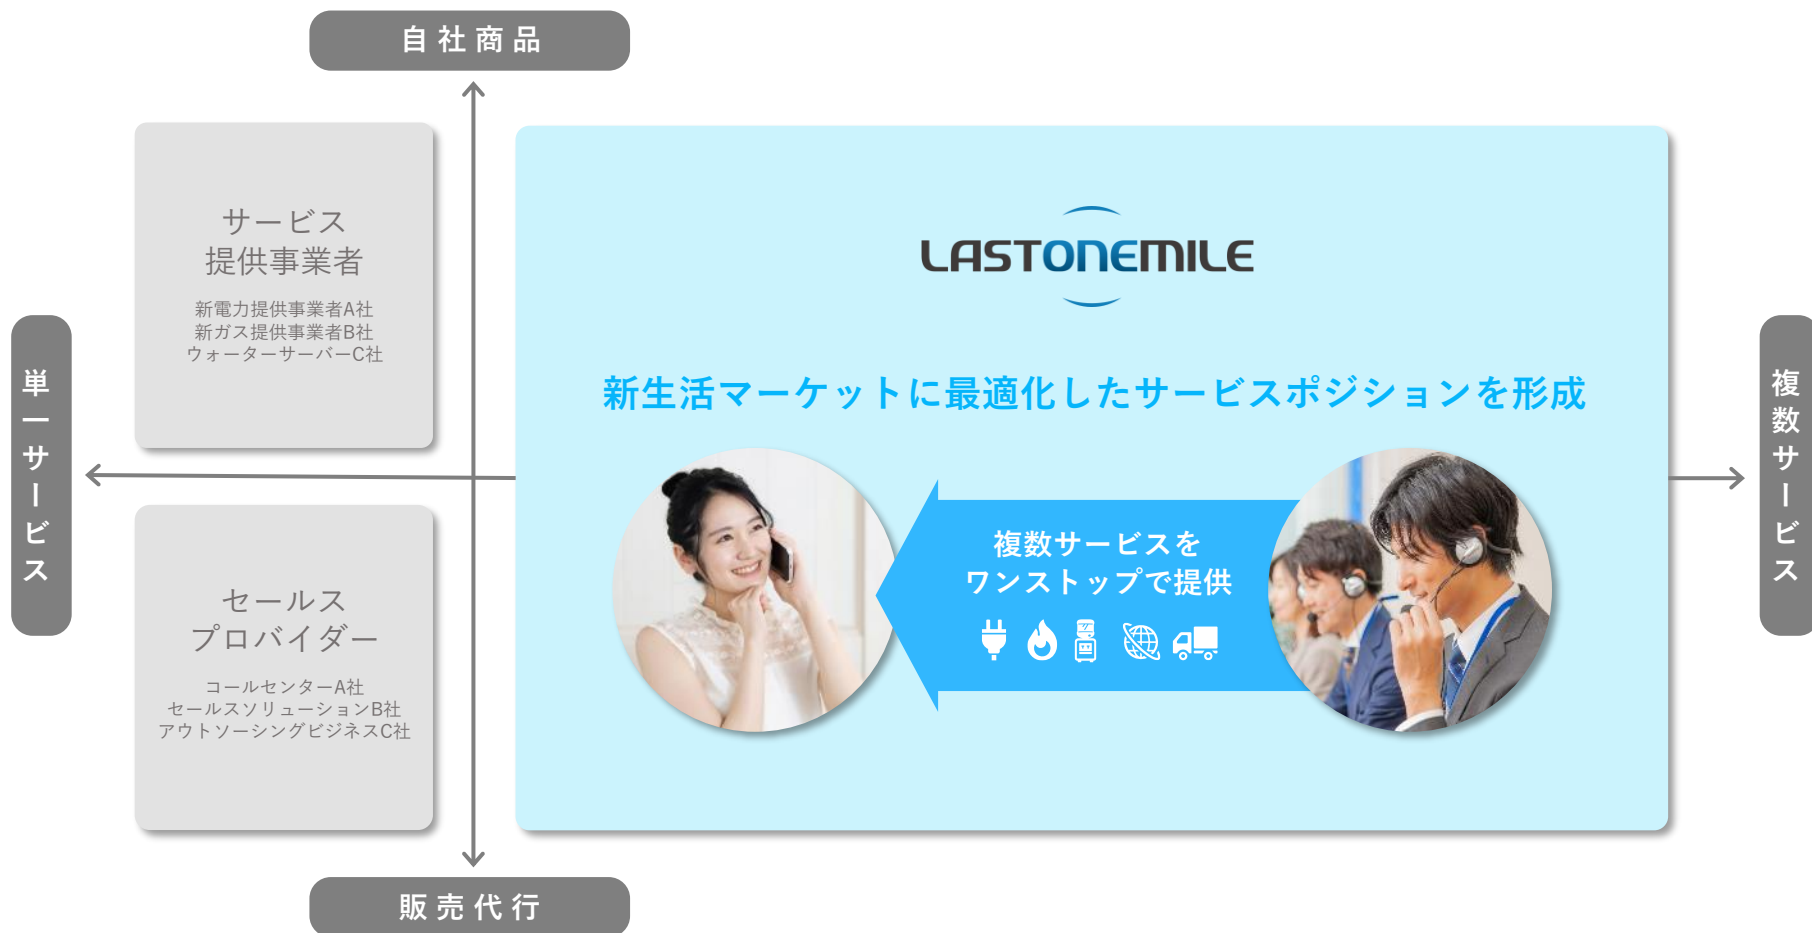 自社商品
サービス
提供事業者
新電力提供事業者A社
新ガス提供事業者B社
ウォーターサーバーC社
単一サービス
セールス
プロバイダー
コールセンターA社
セールスソリューションB社
アウトソーシングビジネスC社
LASTONEMILE
新生活マーケットに最適化したサービスポジションを形成
複数サービスを
ワンストップで提供
複数サービス
販売代行